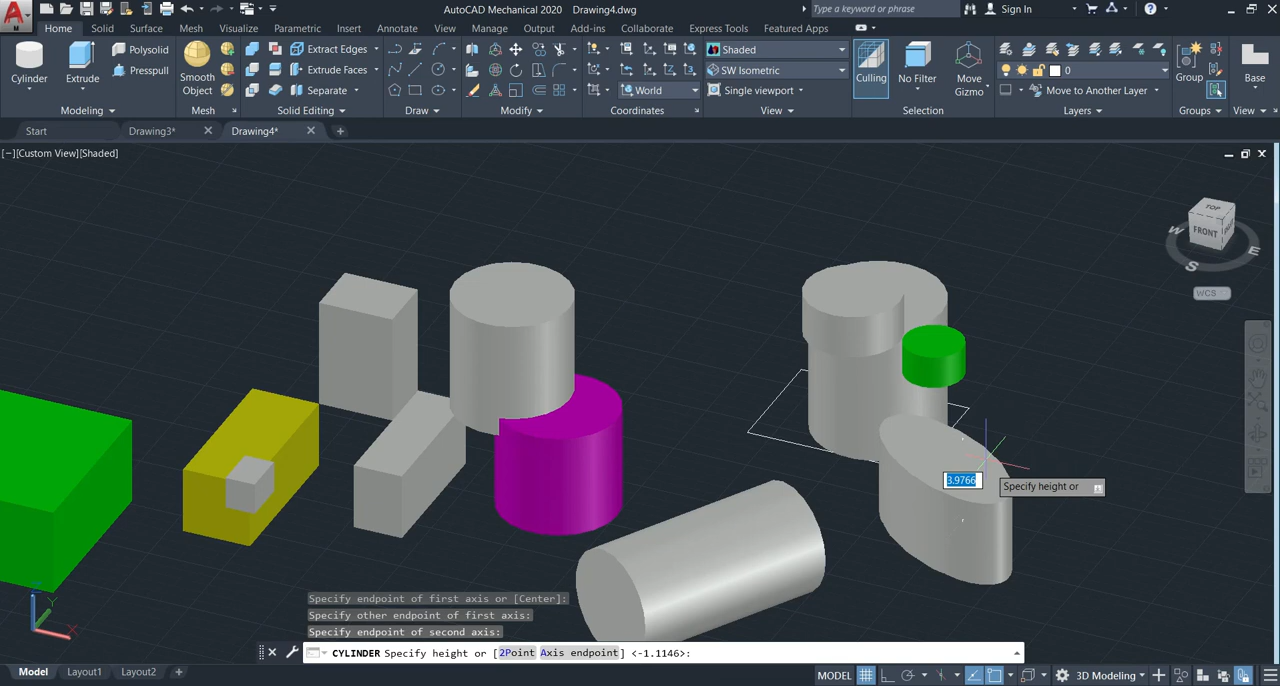 AutoCAD Mechanical 2020 Drawing4.dwg
Type a keyword or phrase
Sign In
Home Solid Surface Mesh Visualize Parametric Insert Annotate View Manage Output Add-ins Collaborate Express Tools Featured Apps
Cylinder
Extrude
Polysolid
Presspull
Modeling
Smooth
Object
Mesh
Extract Edges
Extrude Faces
Separate
Solid Editing
Draw
Modify
World
Coordinates
Shaded
SW Isometric
Single viewport
View
Culling
No Filter
Move
Gizmo
Selection
0
Move to Another Layer
Layers
Group
Groups
Base
View
Start
Drawing3*
Drawing4*
[−][Custom View][Shaded]
TOP
FRONT
W
S
E
WCS
3.9766
Specify height or
Y
X
Specify endpoint of first axis or [Center]:
Specify other endpoint of first axis:
Specify endpoint of second axis:
CYLINDER Specify height or [2Point Axis endpoint] <-1.1146>:
Model Layout1 Layout2
MODEL
3D Modeling